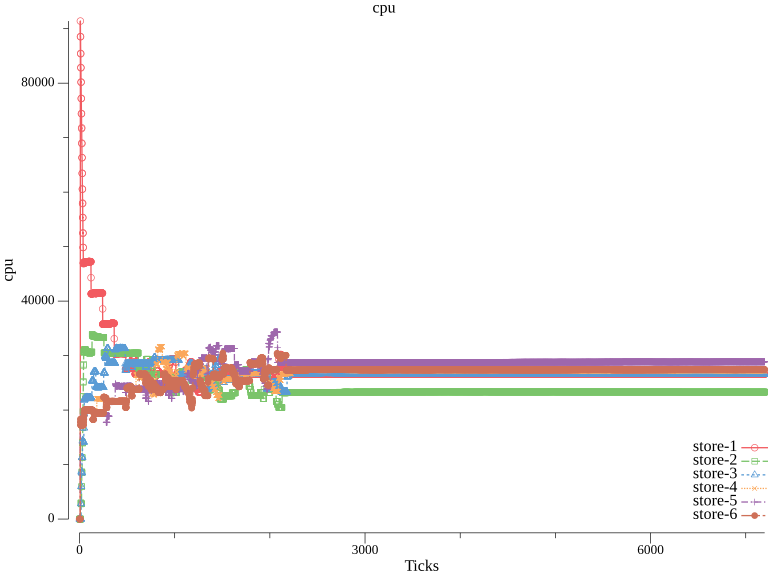 cpu
80000
40000
0
cpu
0
3000
6000
Ticks
store-1
store-2
store-3
store-4
store-5
store-6